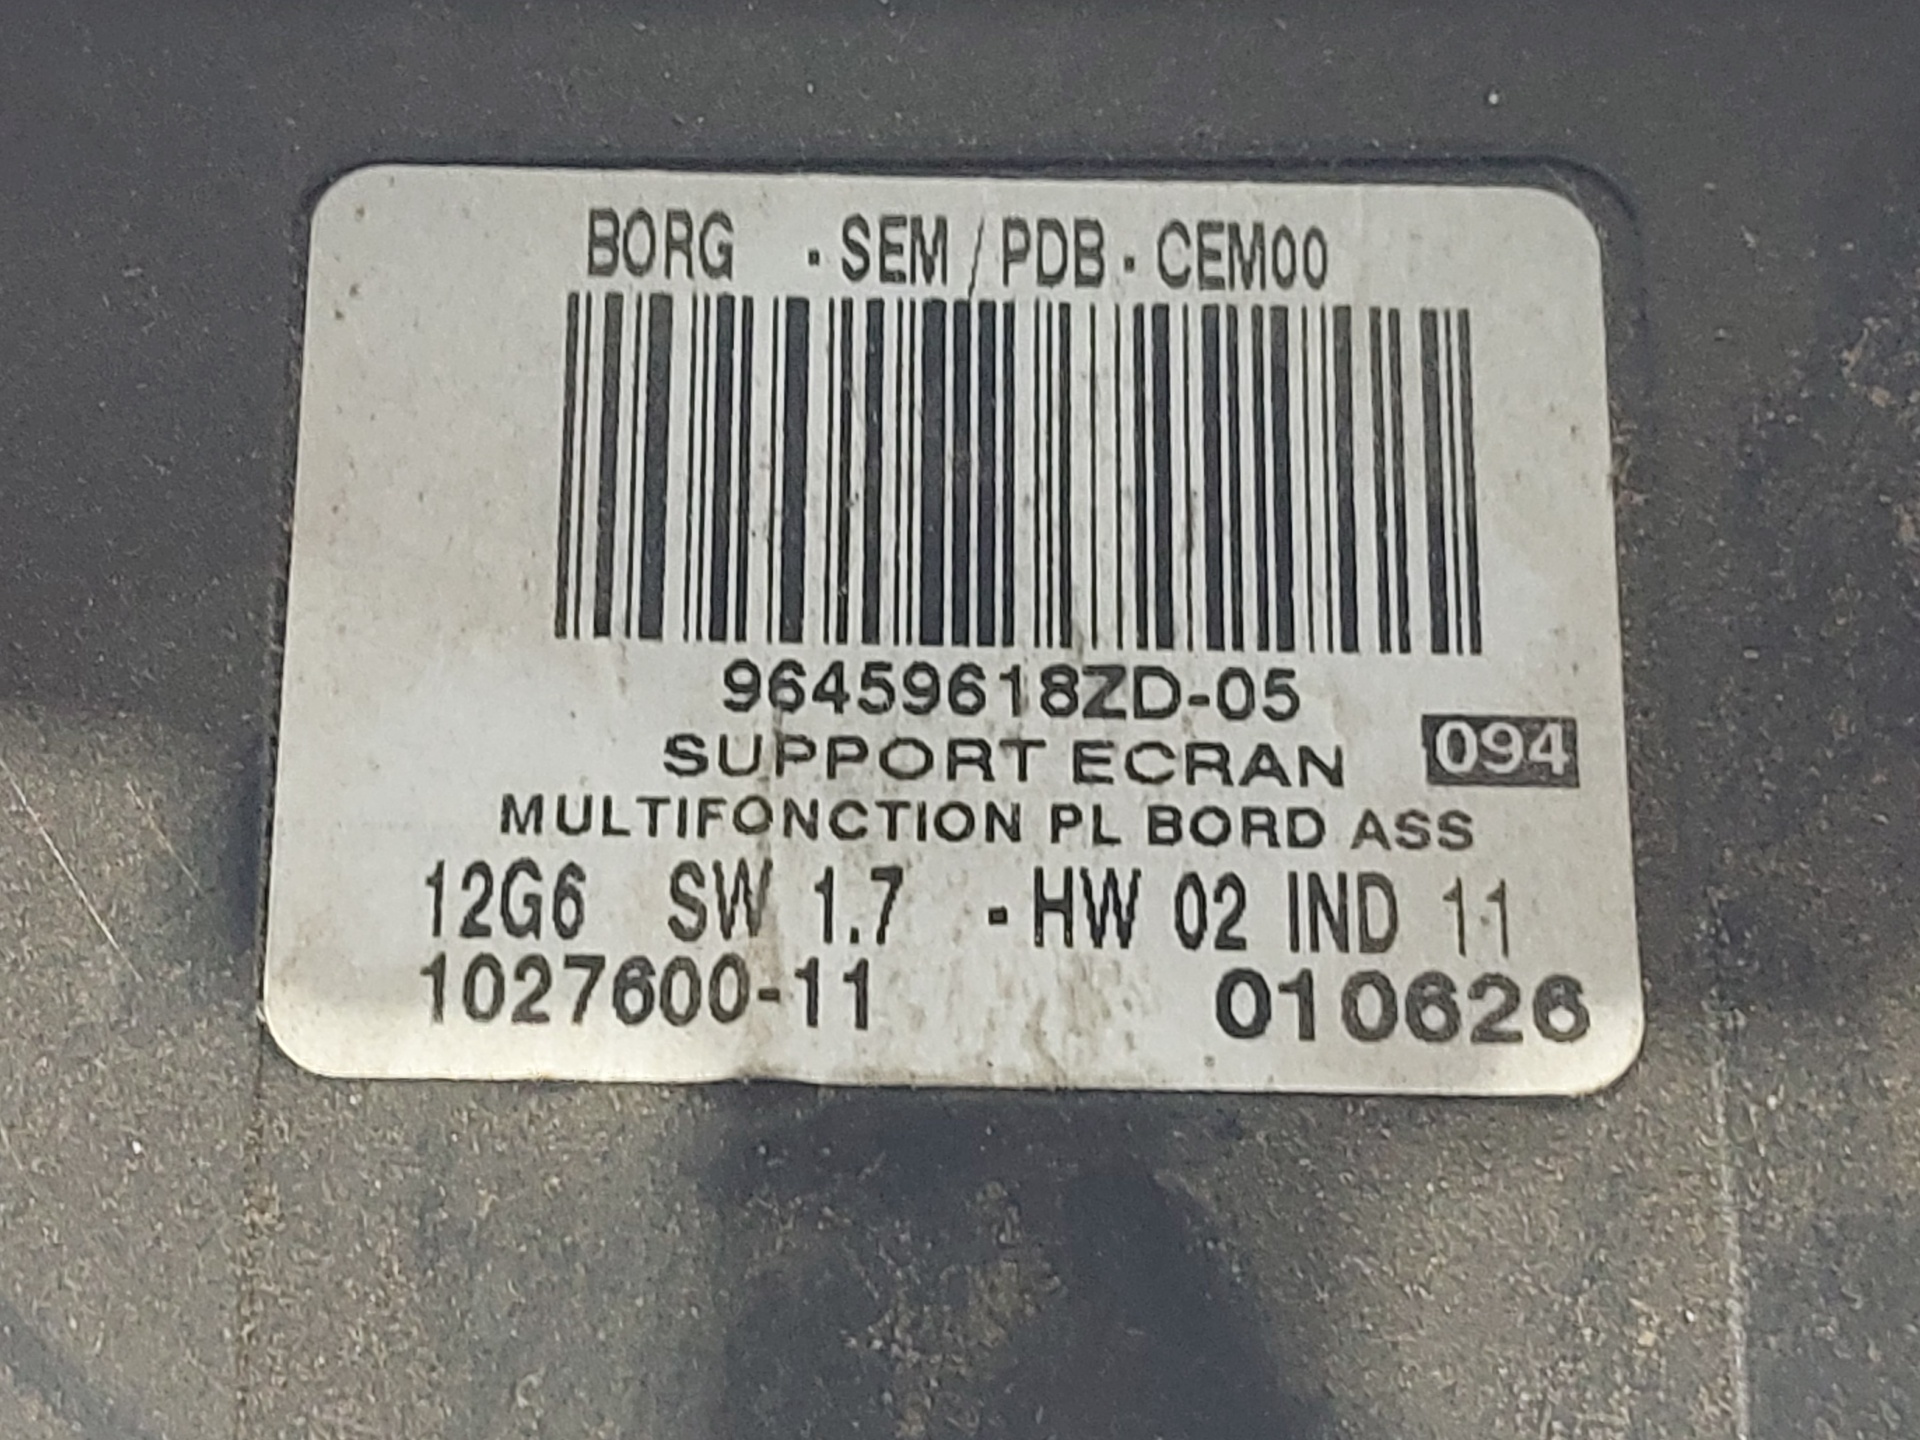 BORG - SEM / PDB - CEM00
96459618ZD-05
SUPPORT ECRAN 094
MULTIFONCTION PL BORD ASS
12G6 SW 1.7 - HW 02 IND 11
1027600-11 010626